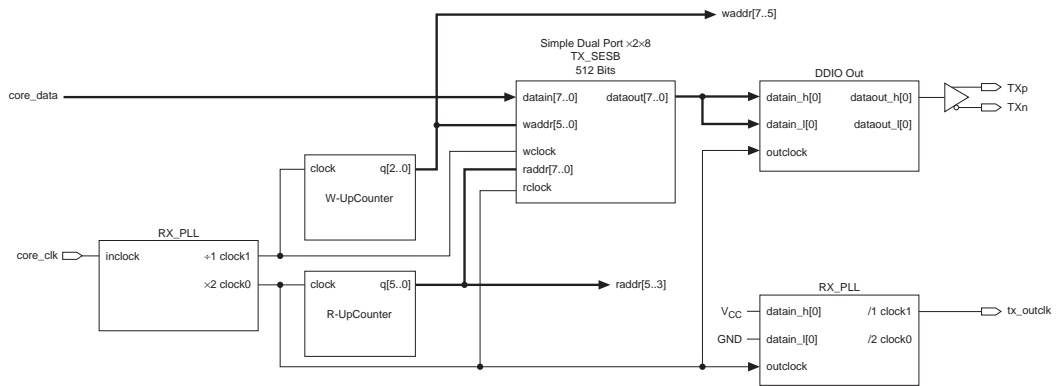 waddr[7..5]
Simple Dual Port ×2×8
TX_SESB
512 Bits
DDIO Out
core_data
datain[7..0] dataout[7..0]
waddr[5..0]
wclock
raddr[7..0]
rclock
datain_h[0] dataout_h[0]
datain_l[0] dataout_l[0]
outclock
TXp
TXn
clock q[2..0]
W-UpCounter
RX_PLL
core_clk
inclock ÷1 clock1
×2 clock0
clock q[5..0]
R-UpCounter
raddr[5..3]
RX_PLL
VCC
GND
datain_h[0] /1 clock1
datain_l[0] /2 clock0
outclock
tx_outclk